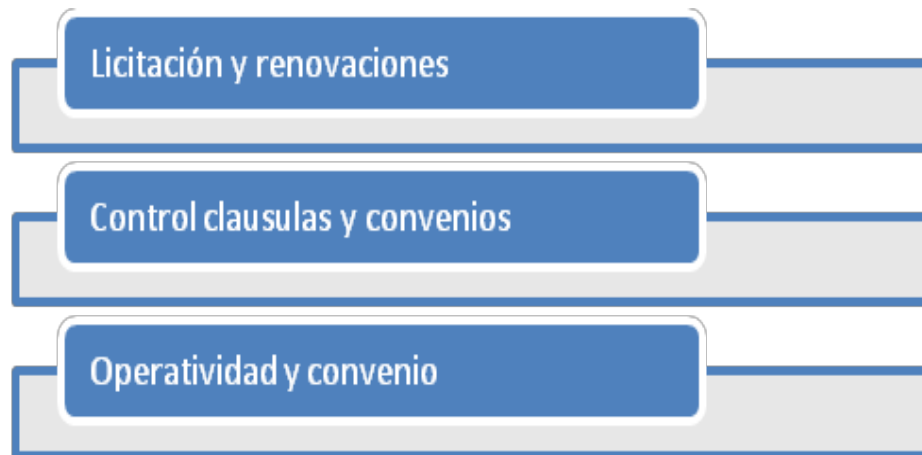 Licitación y renovaciones
Control clausulas y convenios
Operatividad y convenio